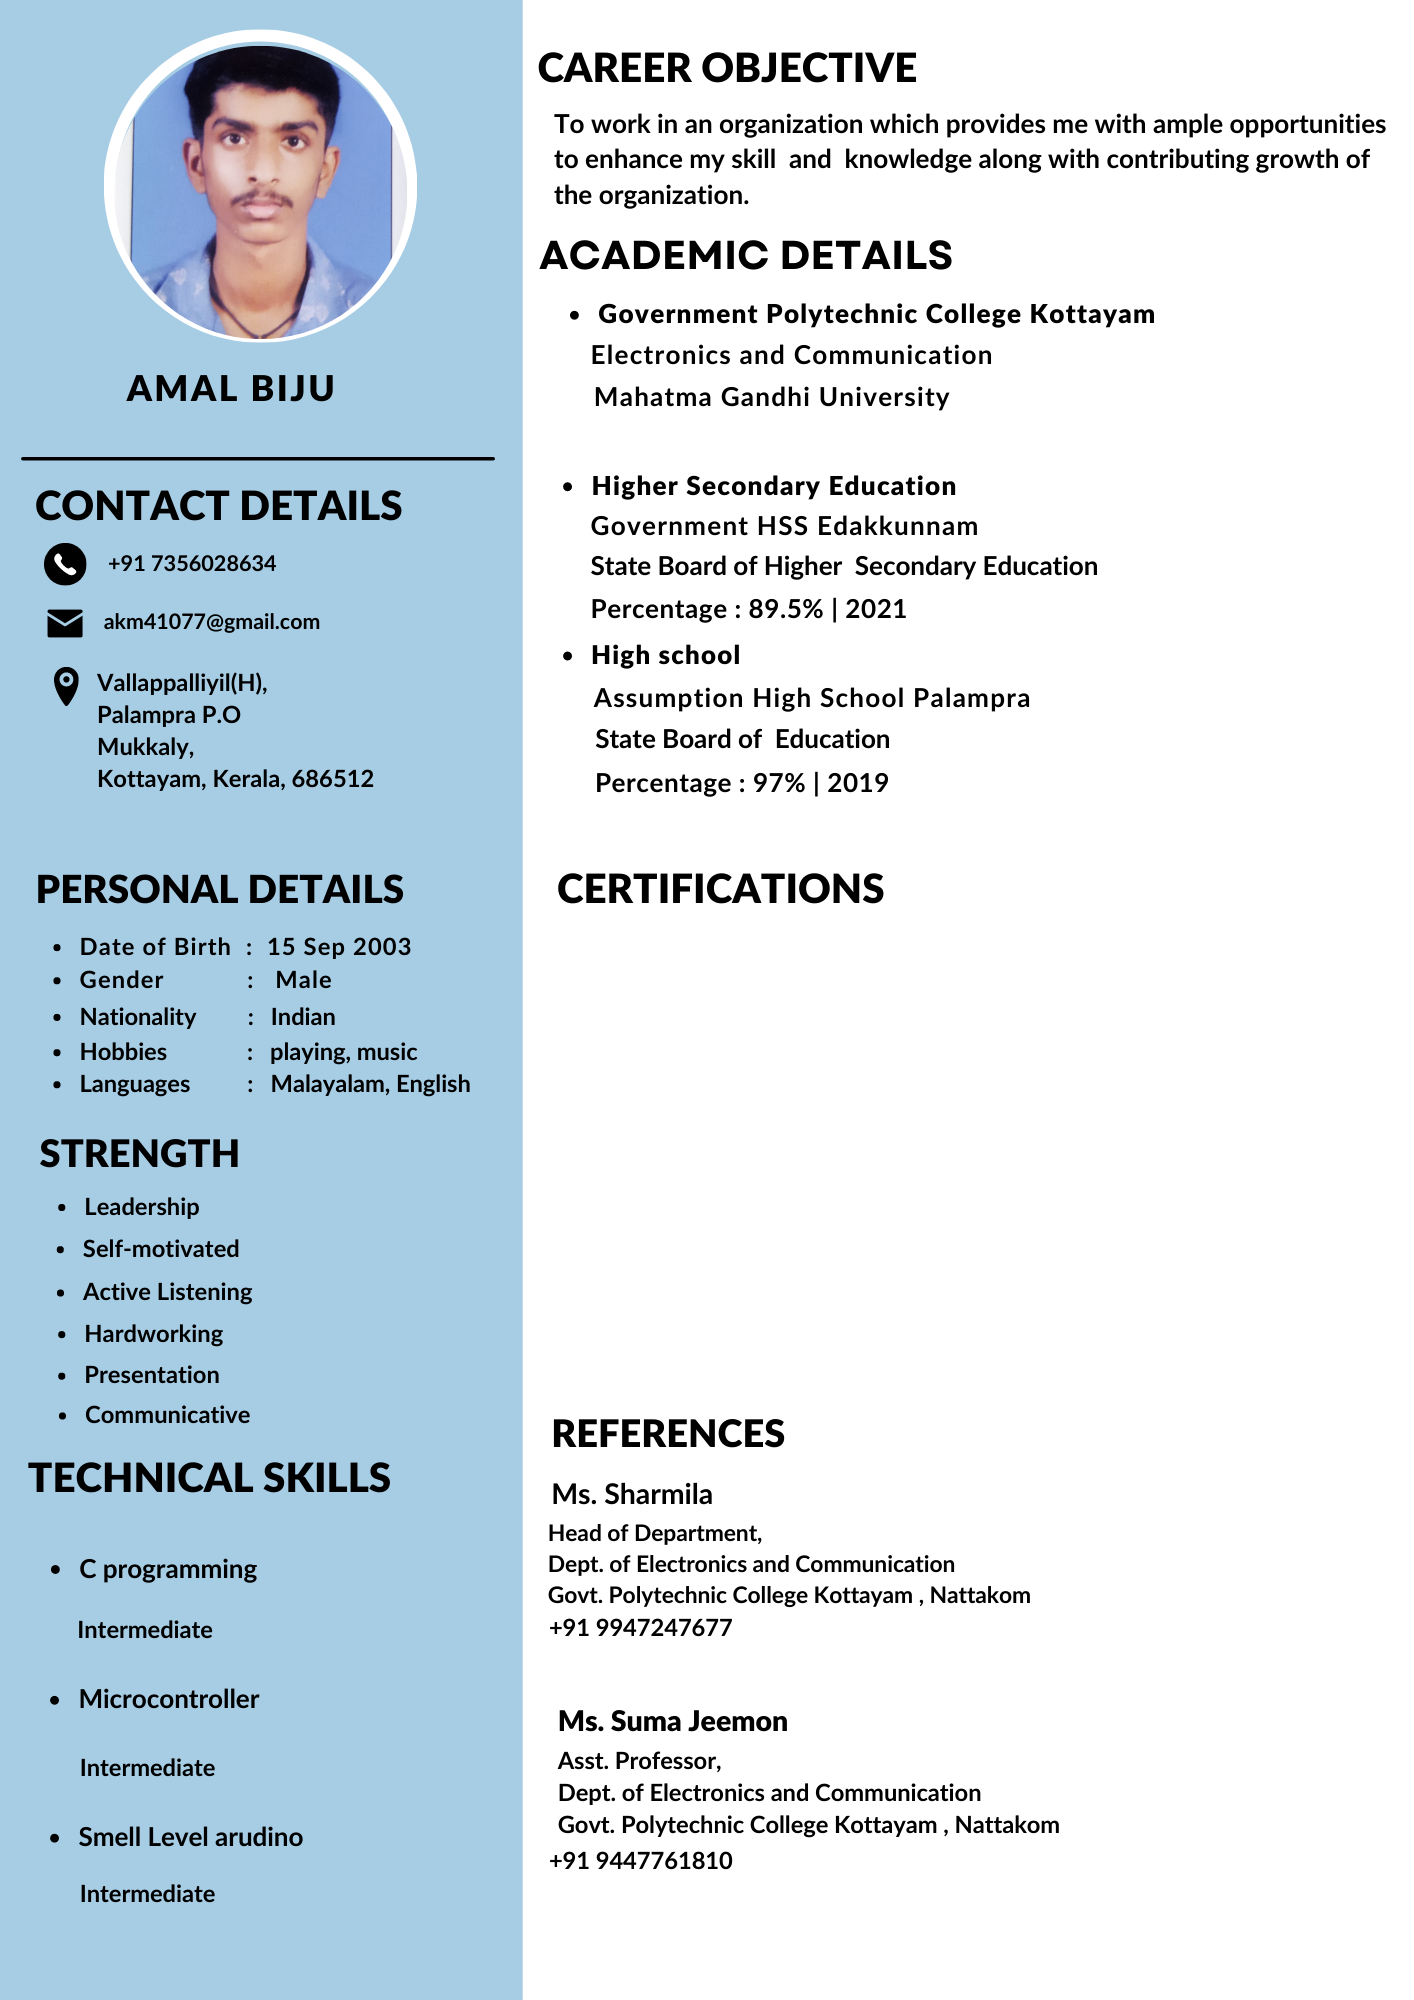 AMAL BIJU
CONTACT DETAILS
+91 7356028634
akm41077@gmail.com
Vallappalliyil(H),
Palampra P.O
Mukkaly,
Kottayam, Kerala, 686512
PERSONAL DETAILS
• Date of Birth : 15 Sep 2003
• Gender : Male
• Nationality : Indian
• Hobbies : playing, music
• Languages : Malayalam, English
STRENGTH
• Leadership
• Self-motivated
• Active Listening
• Hardworking
• Presentation
• Communicative
TECHNICAL SKILLS
• C programming
Intermediate
• Microcontroller
Intermediate
• Smell Level arudino
Intermediate
CAREER OBJECTIVE
To work in an organization which provides me with ample opportunities
to enhance my skill and knowledge along with contributing growth of
the organization.
ACADEMIC DETAILS
• Government Polytechnic College Kottayam
Electronics and Communication
Mahatma Gandhi University
• Higher Secondary Education
Government HSS Edakkunnam
State Board of Higher Secondary Education
Percentage : 89.5% | 2021
• High school
Assumption High School Palampra
State Board of Education
Percentage : 97% | 2019
CERTIFICATIONS
REFERENCES
Ms. Sharmila
Head of Department,
Dept. of Electronics and Communication
Govt. Polytechnic College Kottayam , Nattakom
+91 9947247677
Ms. Suma Jeemon
Asst. Professor,
Dept. of Electronics and Communication
Govt. Polytechnic College Kottayam , Nattakom
+91 9447761810